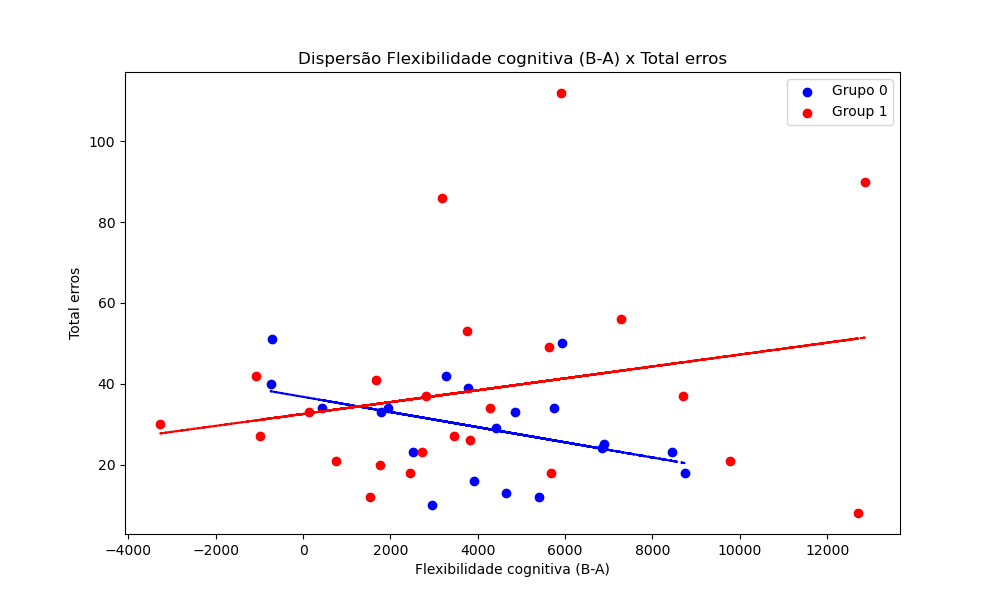 Dispersão Flexibilidade cognitiva (B-A) x Total erros
Grupo 0
Group 1
Total erros
100
80
60
40
20
−4000
−2000
0
2000
4000
6000
8000
10000
12000
Flexibilidade cognitiva (B-A)